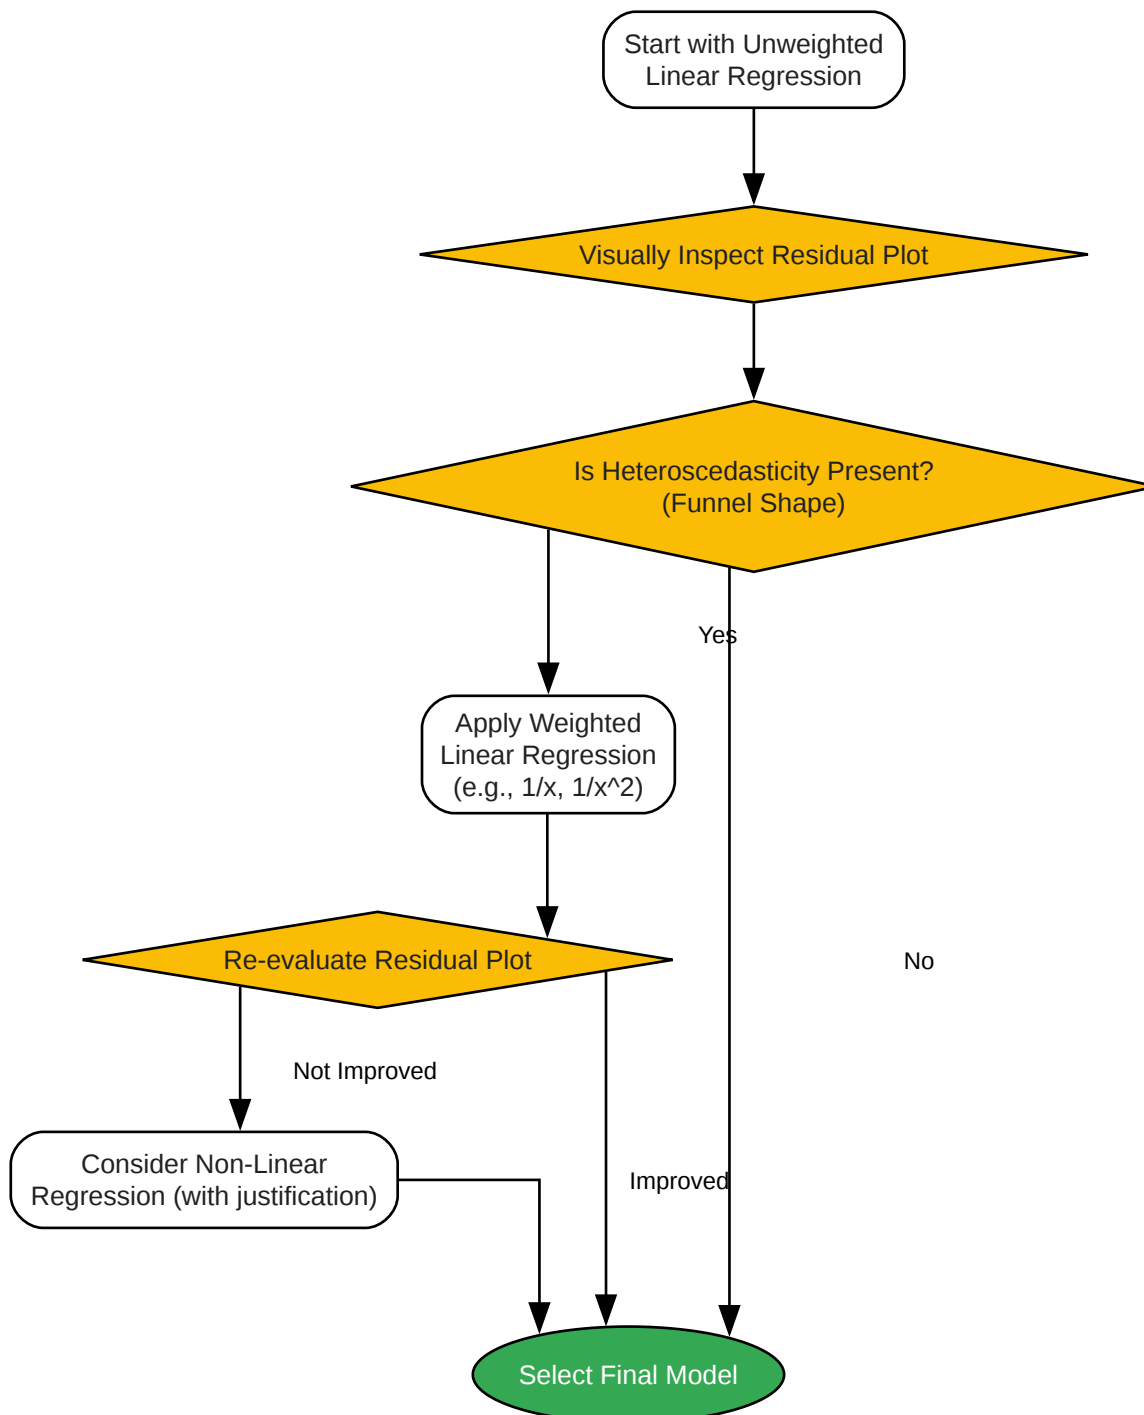 Start with Unweighted
Linear Regression
Visually Inspect Residual Plot
Is Heteroscedasticity Present?
(Funnel Shape)
Yes
Apply Weighted
Linear Regression
(e.g., 1/x, 1/x^2)
Re-evaluate Residual Plot
No
Not Improved
Consider Non-Linear
Regression (with justification)
Improved
Select Final Model